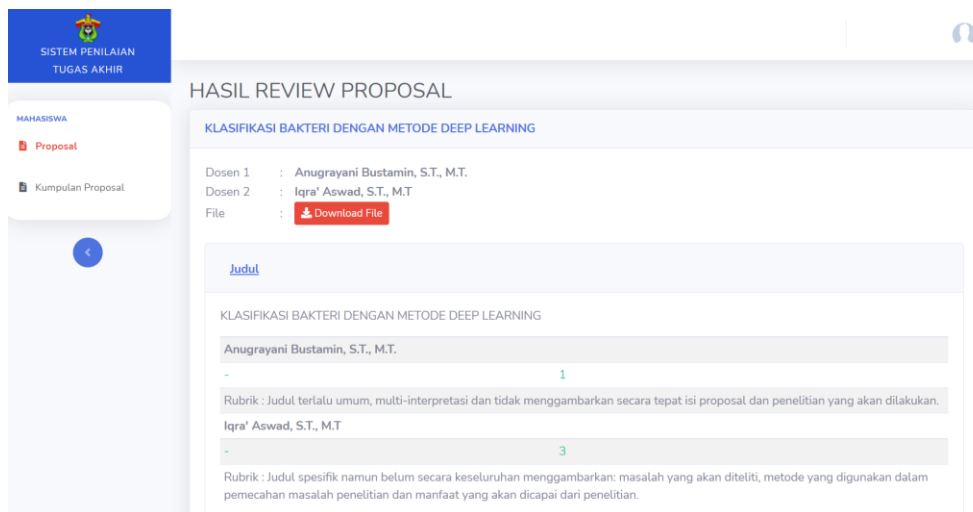 SISTEM PENILAIAN
TUGAS AKHIR
MAHASISWA
Proposal
Kumpulan Proposal
HASIL REVIEW PROPOSAL
KLASIFIKASI BAKTERI DENGAN METODE DEEP LEARNING
Dosen 1 : Anugrayani Bustamin, S.T., M.T.
Dosen 2 : Iqra' Aswad, S.T., M.T
File : Download File
Judul
KLASIFIKASI BAKTERI DENGAN METODE DEEP LEARNING
Anugrayani Bustamin, S.T., M.T.
- 1
Rubrik : Judul terlalu umum, multi-interpretasi dan tidak menggambarkan secara tepat isi proposal dan penelitian yang akan dilakukan.
Iqra' Aswad, S.T., M.T
- 3
Rubrik : Judul spesifik namun belum secara keseluruhan menggambarkan: masalah yang akan diteliti, metode yang digunakan dalam
pemecahan masalah penelitian dan manfaat yang akan dicapai dari penelitian.